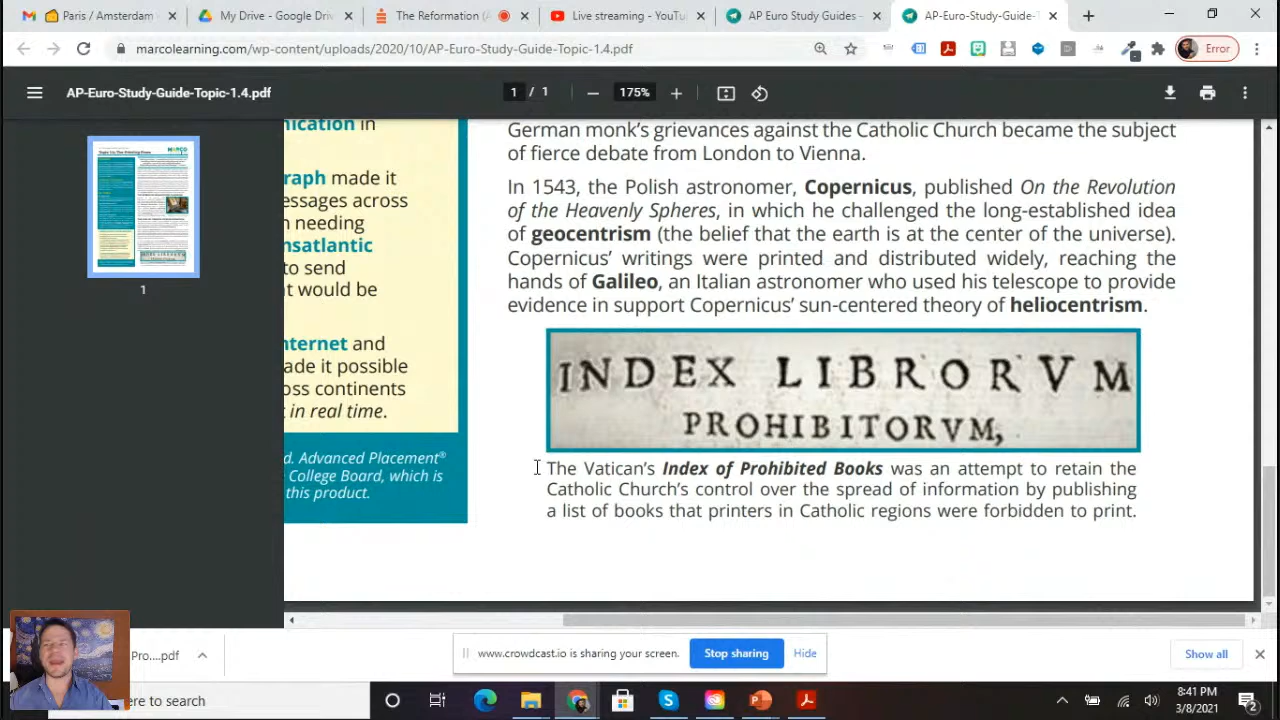 Paris / Amsterdam
My Drive - Google Dri
The Reformation (A
Live streaming - YouTu
AP Euro Study Guides –
AP-Euro-Study-Guide-
marcolearning.com/wp-content/uploads/2020/10/AP-Euro-Study-Guide-Topic-1.4.pdf
Error
AP-Euro-Study-Guide-Topic-1.4.pdf
1 / 1
175%
1
nication in
raph made it
essages across
n needing
nsatlantic
to send
t would be
nternet and
ade it possible
oss continents
t in real time.
d. Advanced Placement®
College Board, which is
this product.
German monk's grievances against the Catholic Church became the subject
of fierce debate from London to Vienna.
In 1543, the Polish astronomer, Copernicus, published On the Revolution
of the Heavenly Spheres, in which he challenged the long-established idea
of geocentrism (the belief that the earth is at the center of the universe).
Copernicus' writings were printed and distributed widely, reaching the
hands of Galileo, an Italian astronomer who used his telescope to provide
evidence in support Copernicus' sun-centered theory of heliocentrism.
INDEX LIBRORVM
PROHIBITORVM,
The Vatican's Index of Prohibited Books was an attempt to retain the
Catholic Church's control over the spread of information by publishing
a list of books that printers in Catholic regions were forbidden to print.
Pro....pdf
www.crowdcast.io is sharing your screen.
Stop sharing
Hide
Show all
ere to search
8:41 PM
3/8/2021
2